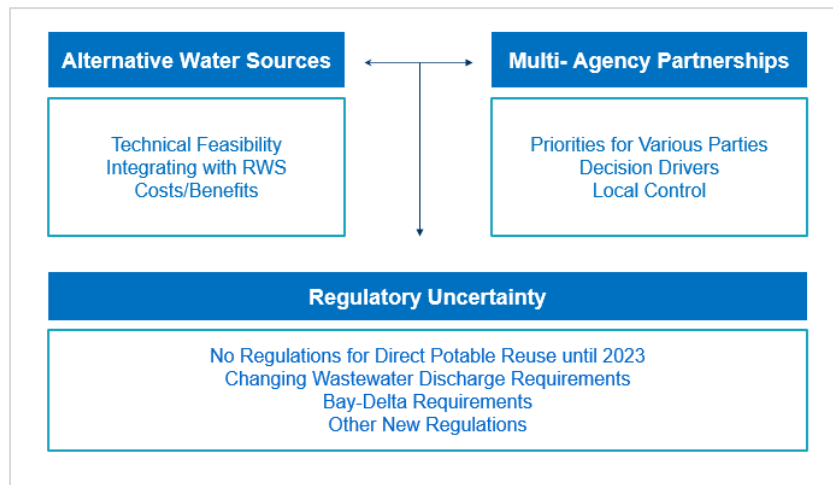 Alternative Water Sources
Technical Feasibility
Integrating with RWS
Costs/Benefits
Multi- Agency Partnerships
Priorities for Various Parties
Decision Drivers
Local Control
Regulatory Uncertainty
No Regulations for Direct Potable Reuse until 2023
Changing Wastewater Discharge Requirements
Bay-Delta Requirements
Other New Regulations